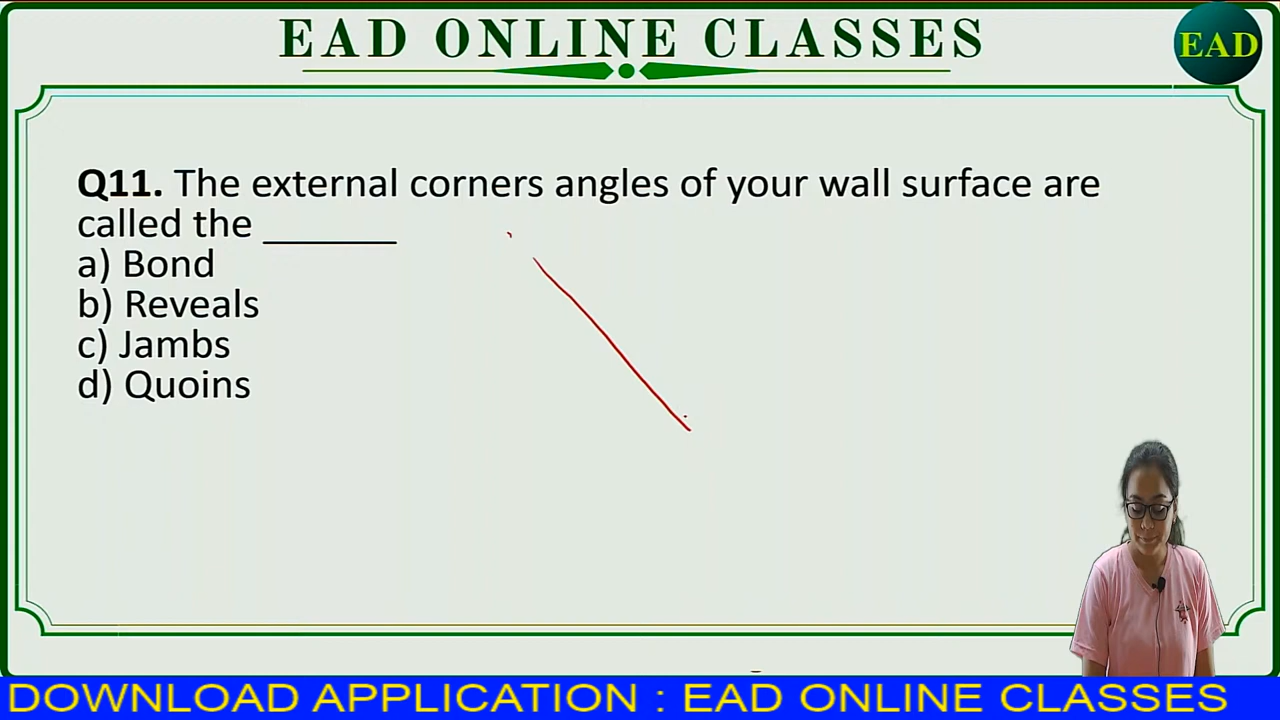 EAD ONLINE CLASSES
EAD
Q11. The external corners angles of your wall surface are
called the ______
a) Bond
b) Reveals
c) Jambs
d) Quoins
DOWNLOAD APPLICATION : EAD ONLINE CLASSES